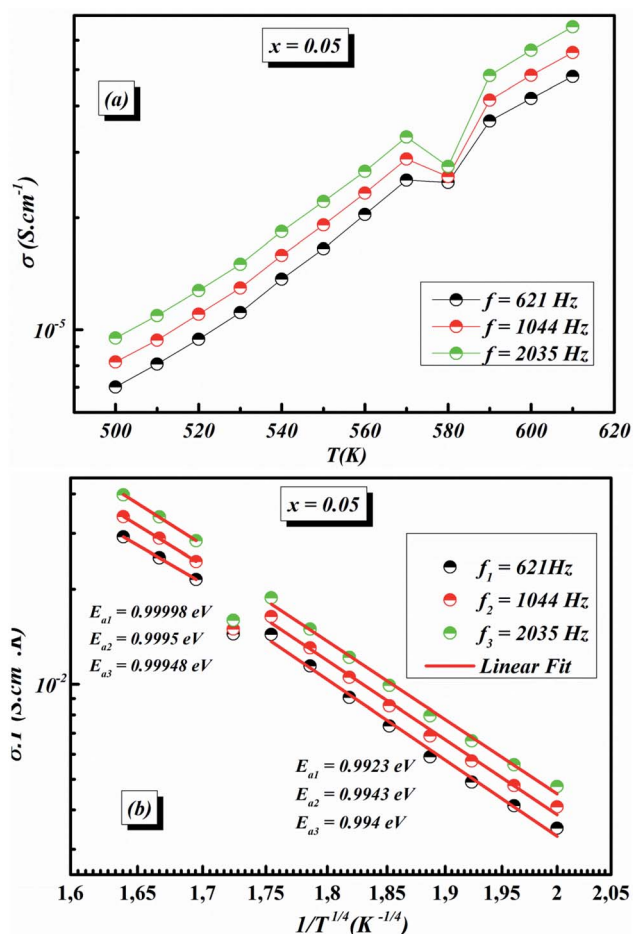 x = 0.05
(a)
σ (S.cm⁻¹)
10⁻⁵
f = 621 Hz
f = 1044 Hz
f = 2035 Hz
500 520 540 560 580 600 620
T(K)
x = 0.05
f₁ = 621Hz
f₂ = 1044 Hz
f₃ = 2035 Hz
Linear Fit
Eₐ₁ = 0.99998 eV
Eₐ₂ = 0.9995 eV
Eₐ₃ = 0.99948 eV
10⁻²
Eₐ₁ = 0.9923 eV
Eₐ₂ = 0.9943 eV
Eₐ₃ = 0.994 eV
(b)
1,6 1,65 1,7 1,75 1,8 1,85 1,9 1,95 2 2,05
1/T¹ᐟ⁴(K⁻¹ᐟ⁴)